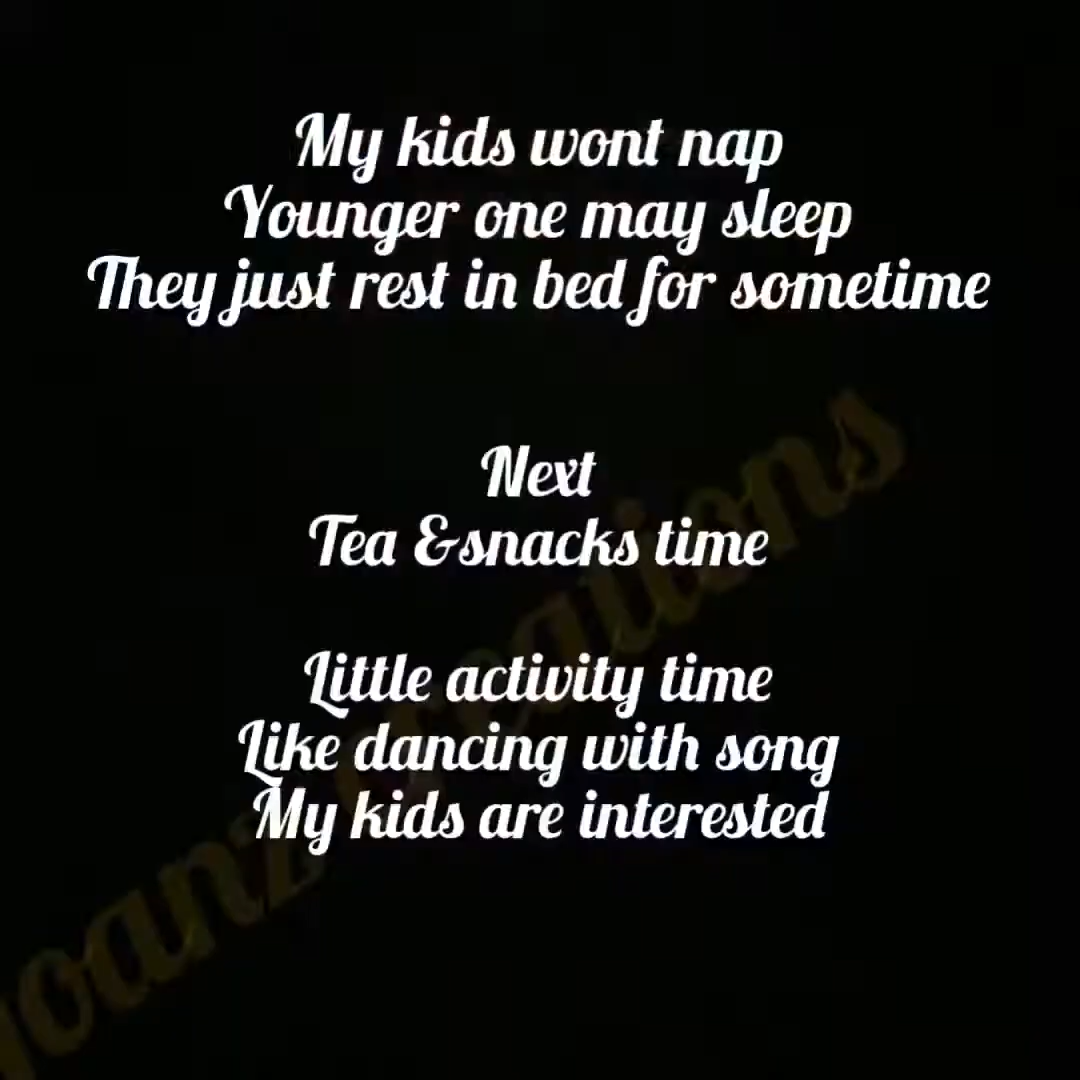 My kids wont nap
Younger one may sleep
They just rest in bed for sometime
Next
Tea &snacks time
Little activity time
Like dancing with song
My kids are interested